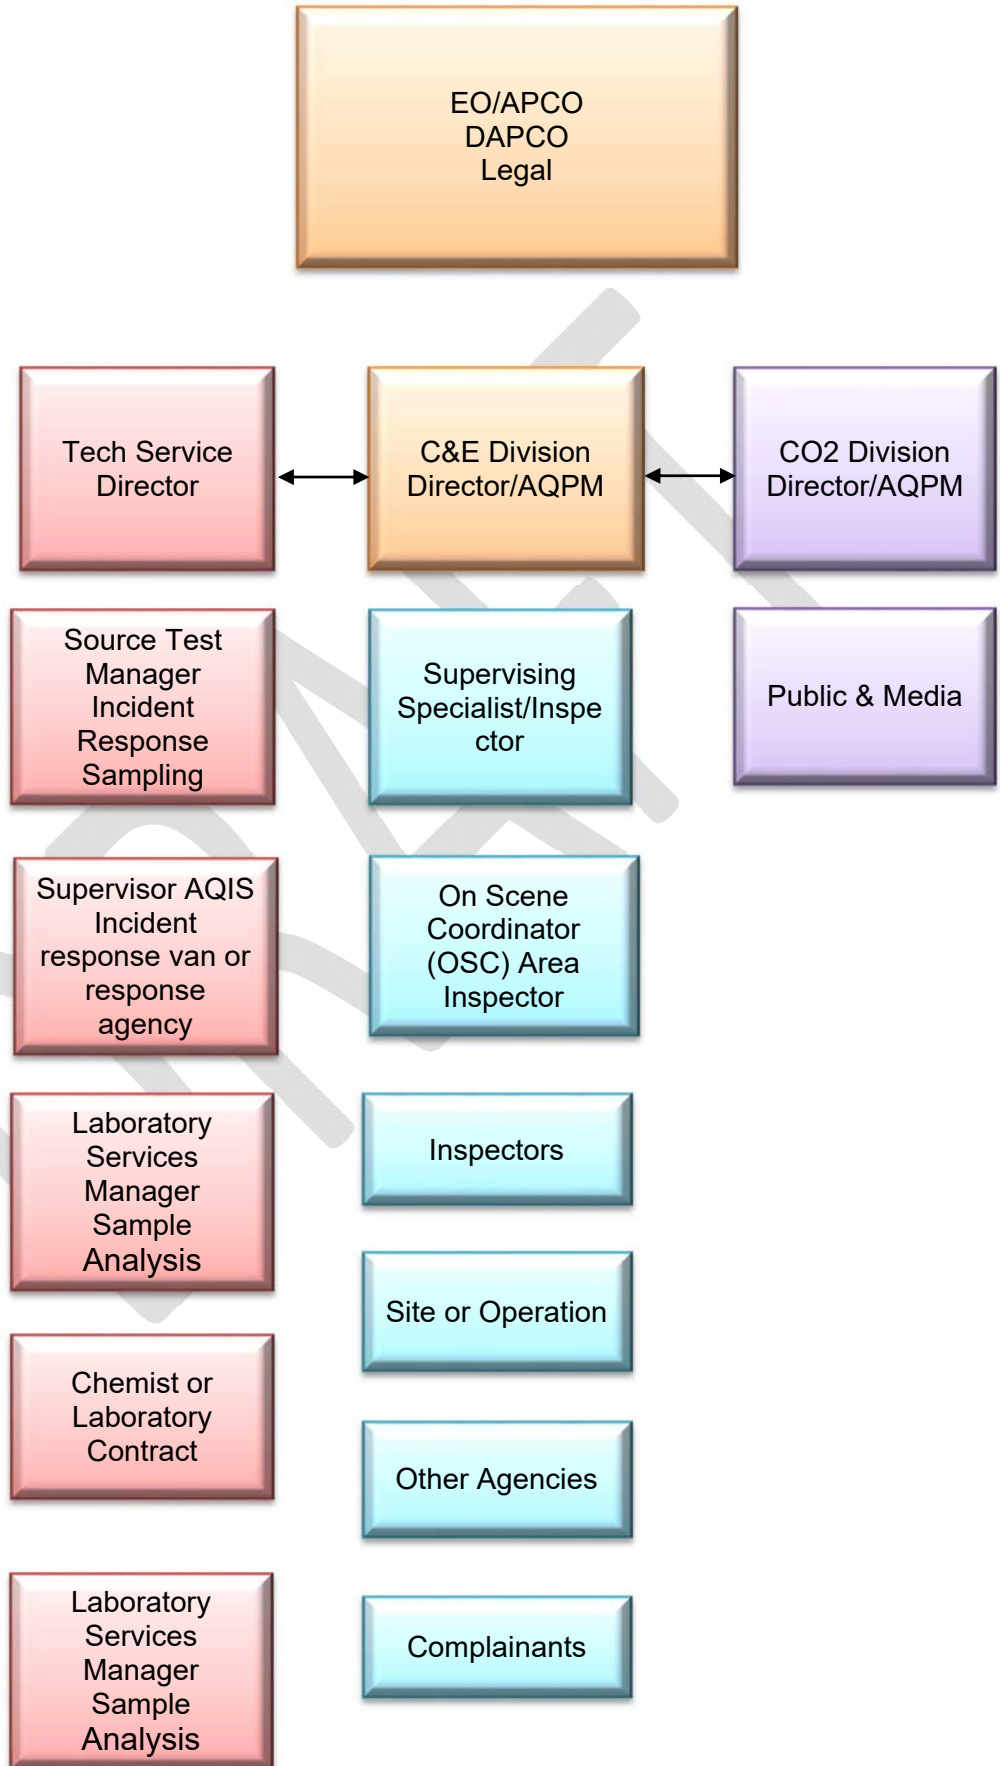 EO/APCO
DAPCO
Legal
Tech Service
Director
C&E Division
Director/AQPM
CO2 Division
Director/AQPM
Source Test
Manager
Incident
Response
Sampling
Supervising
Specialist/Inspe
ctor
Public & Media
Supervisor AQIS
Incident
response van or
response
agency
On Scene
Coordinator
(OSC) Area
Inspector
Laboratory
Services
Manager
Sample
Analysis
Inspectors
Site or Operation
Chemist or
Laboratory
Contract
Other Agencies
Laboratory
Services
Manager
Sample
Analysis
Complainants
DRAFT